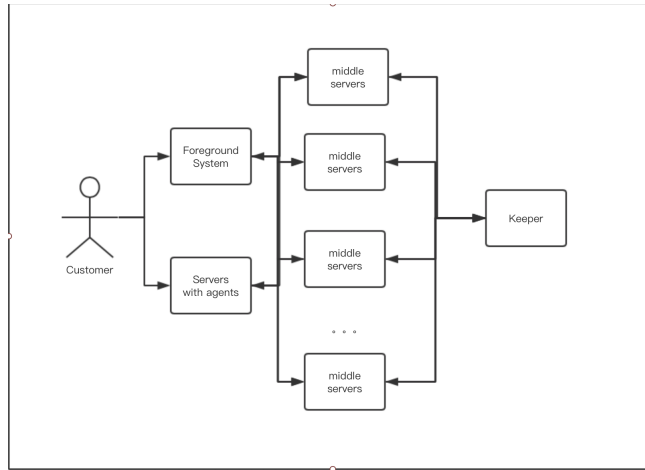 middle
servers
Foreground
System
middle
servers
Keeper
Customer
middle
servers
Servers
with agents
middle
servers